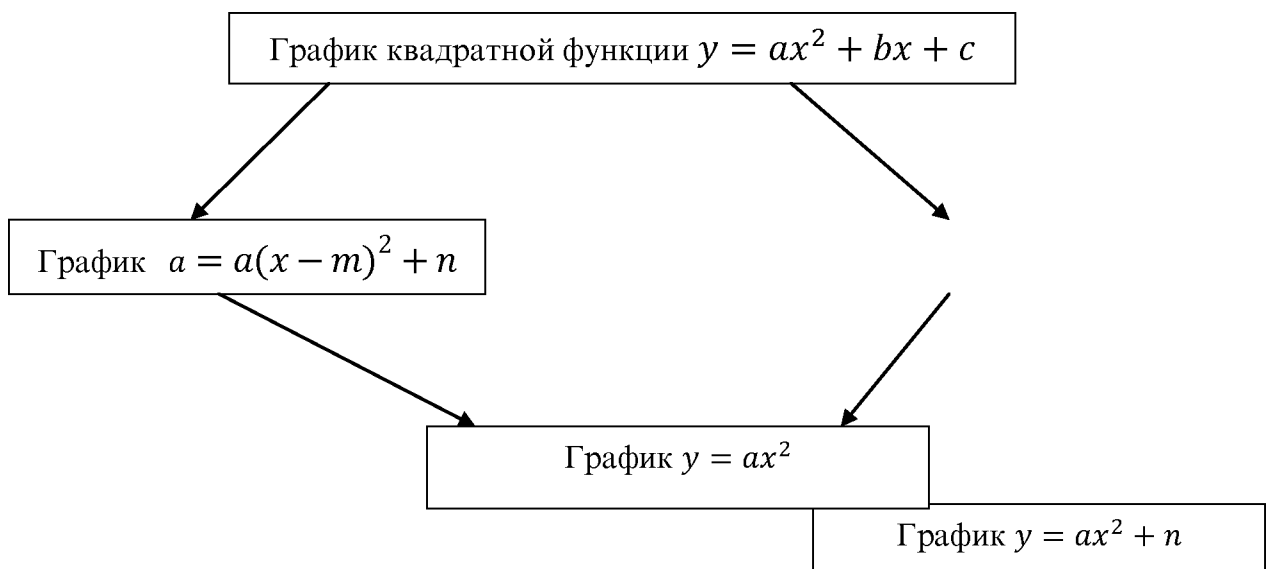 График квадратной функции y = ax² + bx + c
График a = a(x − m)² + n
График y = ax²
График y = ax² + n